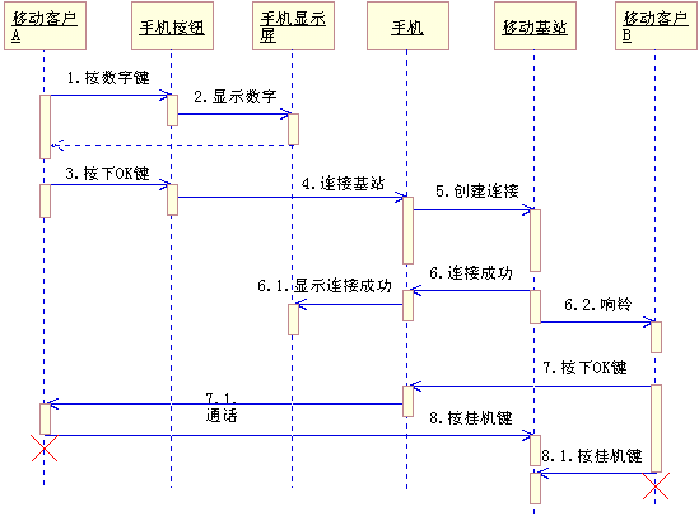 移动客户
A
手机按钮
手机显示
屏
手机
移动基站
移动客户
B
1.按数字键
2.显示数字
3.按下OK键
4.连接基站
5.创建连接
6.连接成功
6.1.显示连接成功
6.2.响铃
7.按下OK键
7.1.
通话
8.按挂机键
8.1.按挂机键